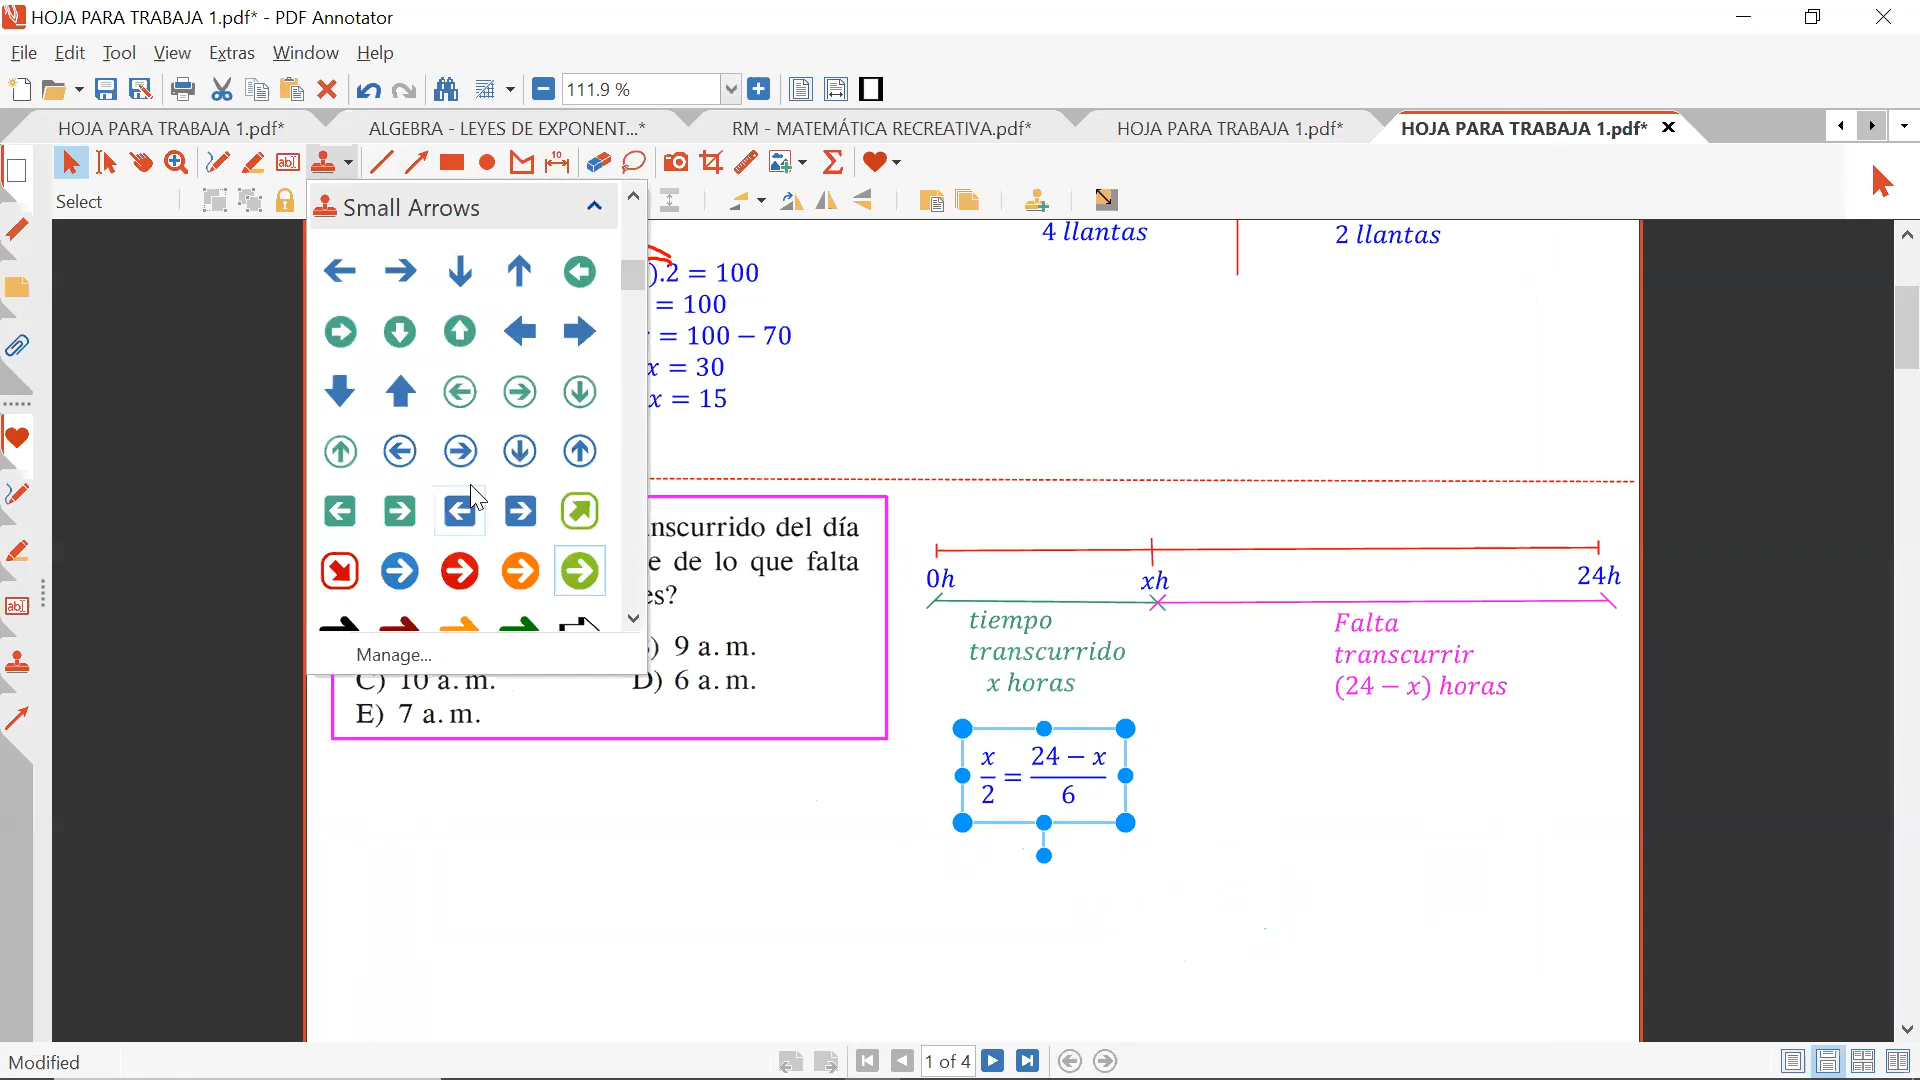 HOJA PARA TRABAJA 1.pdf* - PDF Annotator
File Edit Tool View Extras Window Help
111.9 %
HOJA PARA TRABAJA 1.pdf*
ALGEBRA - LEYES DE EXPONENT...*
RM - MATEMÁTICA RECREATIVA.pdf*
HOJA PARA TRABAJA 1.pdf*
HOJA PARA TRABAJA 1.pdf*
Select
Small Arrows
Manage...
4 llantas
2 llantas
).2 = 100
= 100
= 100 − 70
x = 30
x = 15
nscurrido del día
e de lo que falta
es?
) 9 a.m.
C) 10 a.m.
D) 6 a.m.
E) 7 a.m.
0h
xh
24h
tiempo
transcurrido
x horas
Falta
transcurrir
(24 − x) horas
x/2 = (24 − x)/6
Modified
1 of 4